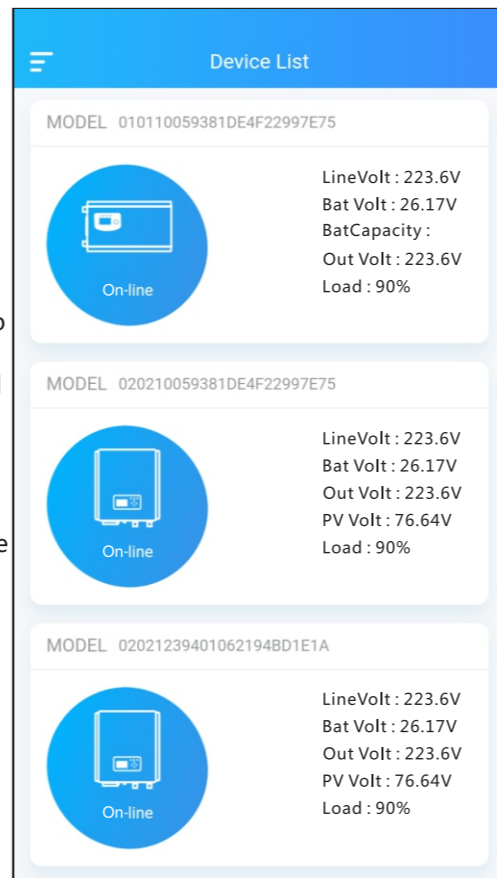 Device List
MODEL 010110059381DE4F22997E75
LineVolt : 223.6V
Bat Volt : 26.17V
BatCapacity :
Out Volt : 223.6V
Load : 90%
On-line
MODEL 020210059381DE4F22997E75
LineVolt : 223.6V
Bat Volt : 26.17V
Out Volt : 223.6V
PV Volt : 76.64V
Load : 90%
On-line
MODEL 02021239401062194BD1E1A
LineVolt : 223.6V
Bat Volt : 26.17V
Out Volt : 223.6V
PV Volt : 76.64V
Load : 90%
On-line